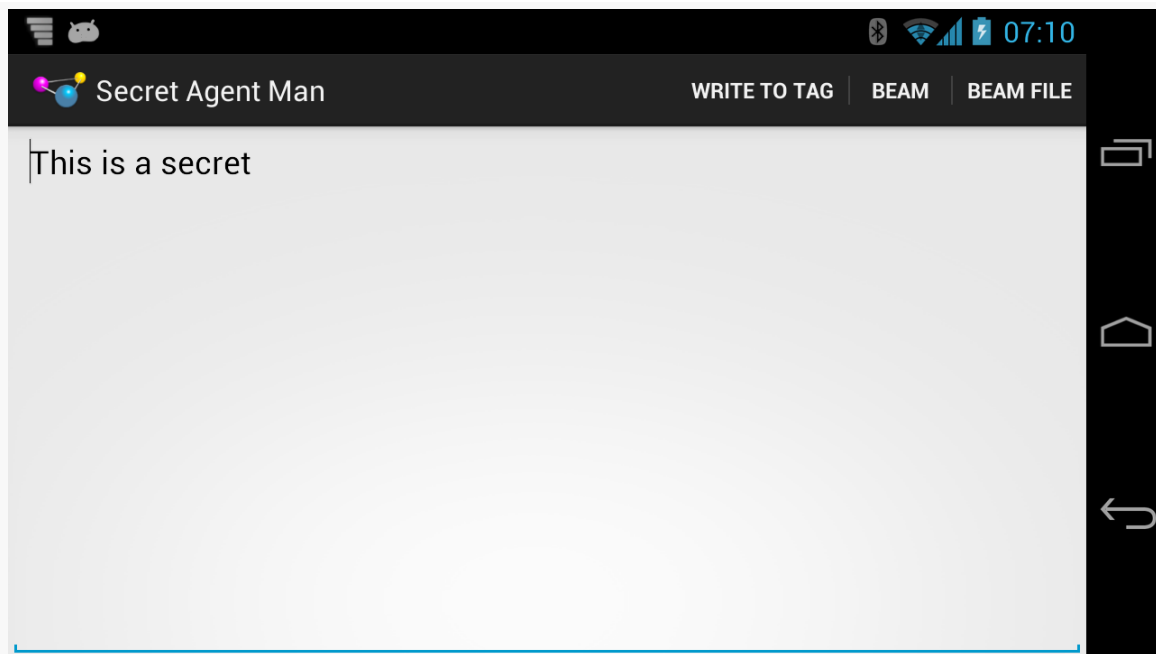 07:10
Secret Agent Man WRITE TO TAG BEAM BEAM FILE
This is a secret